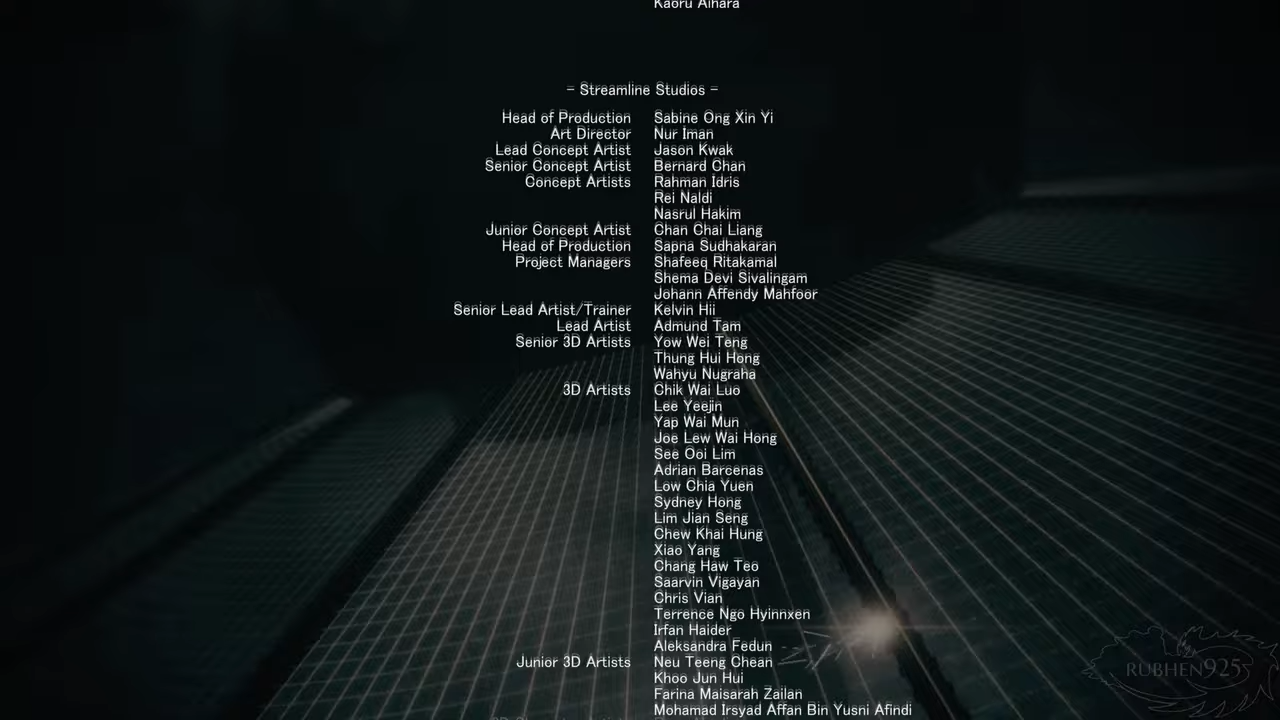 Kaoru Aihara
- Streamline Studios -
Head of Production Sabine Ong Xin Yi
Art Director Nur Iman
Lead Concept Artist Jason Kwak
Senior Concept Artist Bernard Chan
Concept Artists Rahman Idris
Rei Naldi
Nasrul Hakim
Junior Concept Artist Chan Chai Liang
Head of Production Sapna Sudhakaran
Project Managers Shafeeq Ritakamal
Shema Devi Sivalingam
Johann Affendy Mahfoor
Senior Lead Artist/Trainer Kelvin Hii
Lead Artist Admund Tam
Senior 3D Artists Yow Wei Teng
Thung Hui Hong
Wahyu Nugraha
3D Artists Chik Wai Luo
Lee Yeejin
Yap Wai Mun
Joe Lew Wai Hong
See Ooi Lim
Adrian Barcenas
Low Chia Yuen
Sydney Hong
Lim Jian Seng
Chew Khai Hung
Xiao Yang
Chang Haw Teo
Saarvin Vigayan
Chris Vian
Terrence Ngo Hyinnxen
Irfan Haider
Aleksandra Fedun
Junior 3D Artists Neu Teeng Chean
Khoo Jun Hui
Farina Maisarah Zailan
Mohamad Irsyad Affan Bin Yusni Afindi
RUBHEN925